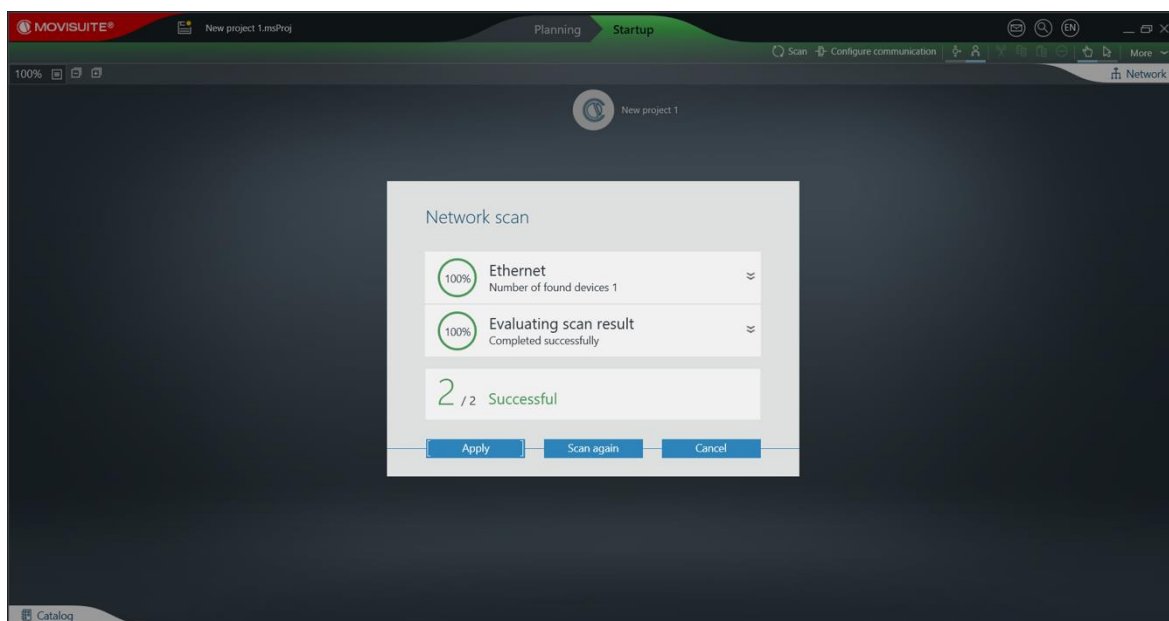 MOVISUITE®
New project 1.msProj
Planning
Startup
EN
Scan
Configure communication
More
100%
Network
New project 1
Network scan
100%
Ethernet
Number of found devices 1
100%
Evaluating scan result
Completed successfully
2 / 2 Successful
Apply
Scan again
Cancel
Catalog